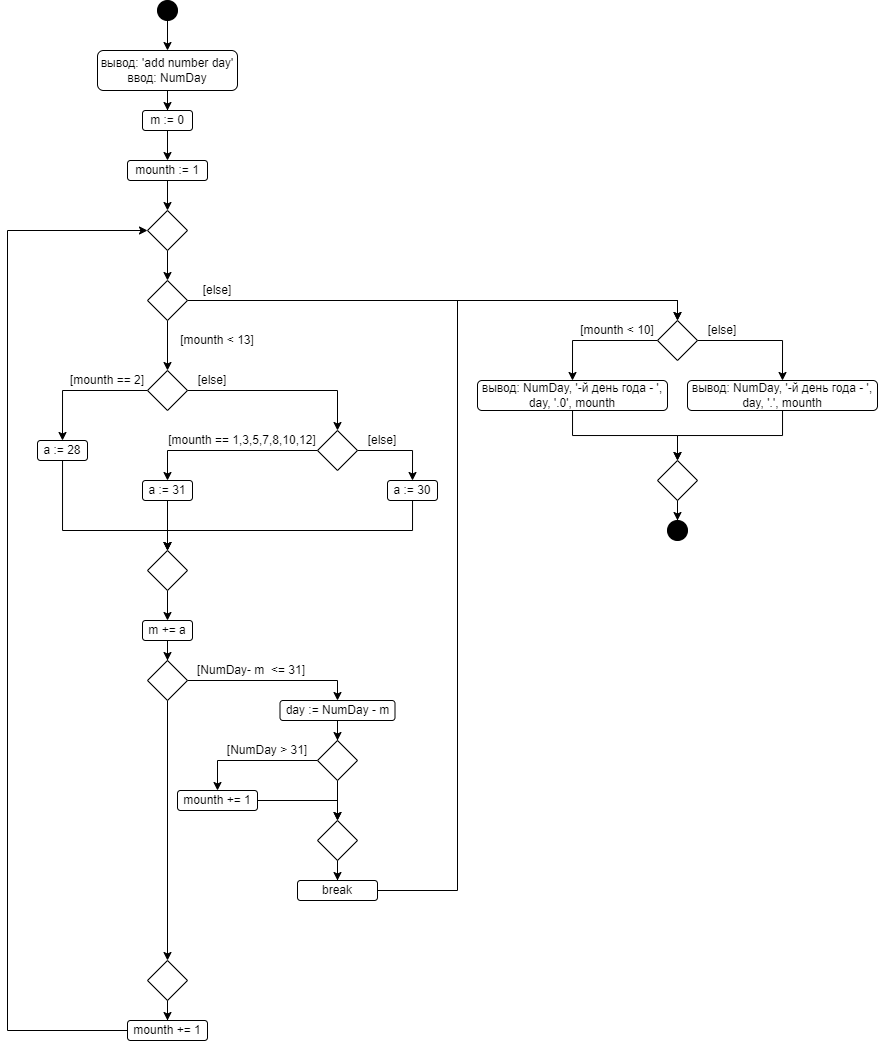 вывод: 'add number day'
ввод: NumDay
m := 0
mounth := 1
[else]
[mounth < 13]
[mounth < 10]
[else]
вывод: NumDay, '-й день года - ',
day, '.0', mounth
вывод: NumDay, '-й день года - ',
day, '.', mounth
[mounth == 2]
[else]
a := 28
[mounth == 1,3,5,7,8,10,12]
[else]
a := 31
a := 30
m += a
[NumDay- m  <= 31]
day := NumDay - m
[NumDay > 31]
mounth += 1
break
mounth += 1